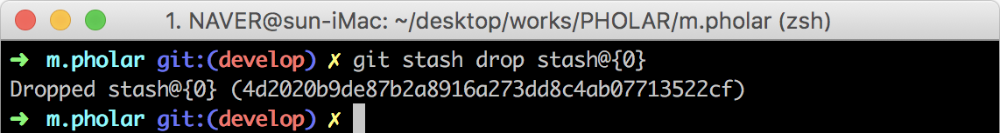 1. NAVER@sun-iMac: ~/desktop/works/PHOLAR/m.pholar (zsh)
➜ m.pholar git:(develop) ✗ git stash drop stash@{0}
Dropped stash@{0} (4d2020b9de87b2a8916a273dd8c4ab07713522cf)
➜ m.pholar git:(develop) ✗